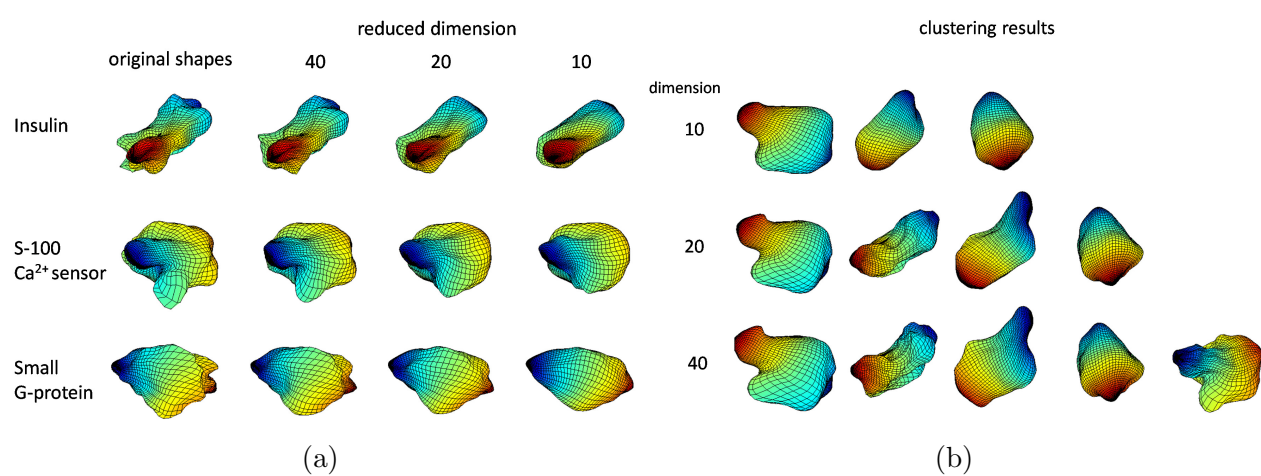 reduced dimension
original shapes 40 20 10
Insulin
S-100
Ca²⁺ sensor
Small
G-protein
(a)
clustering results
dimension
10
20
40
(b)